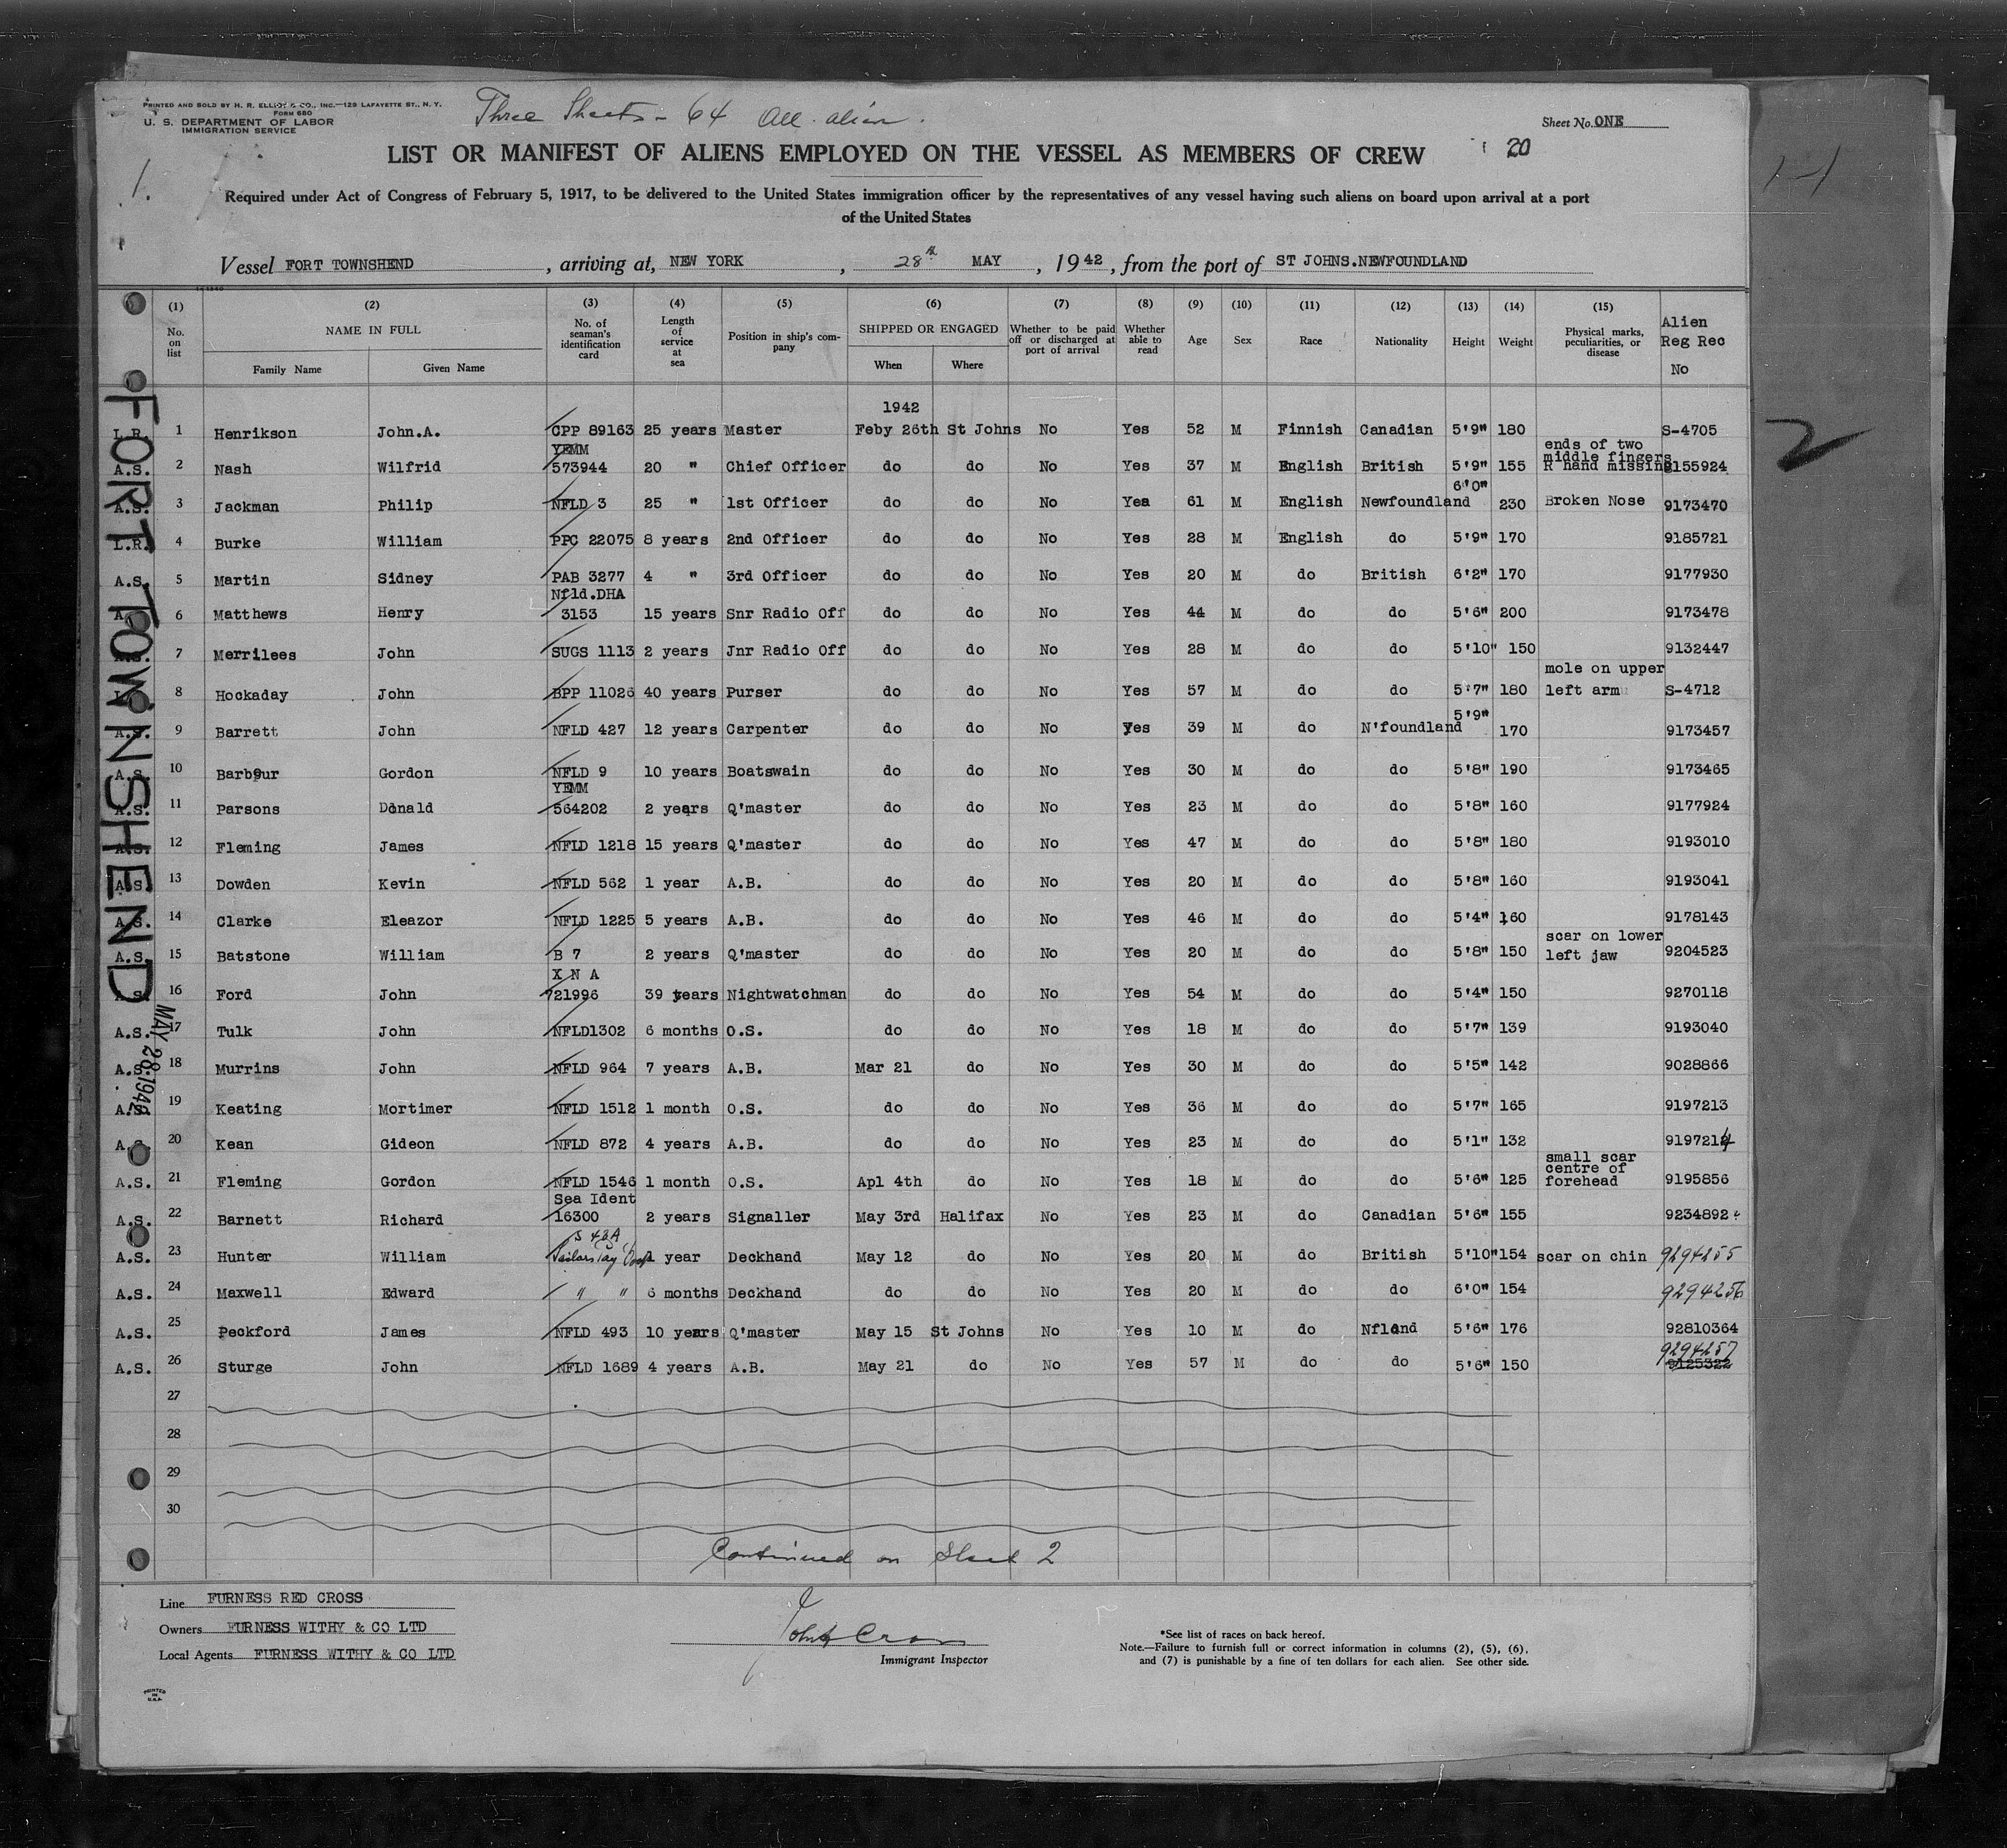 PRINTED AND SOLD BY H. R. ELLIOT & CO., INC.—129 LAFAYETTE ST., N. Y.
FORM 680
U. S. DEPARTMENT OF LABOR
IMMIGRATION SERVICE
Three Sheets - 64 All alien.
Sheet No. ONE
20
1.
LIST OR MANIFEST OF ALIENS EMPLOYED ON THE VESSEL AS MEMBERS OF CREW
Required under Act of Congress of February 5, 1917, to be delivered to the United States immigration officer by the representatives of any vessel having such aliens on board upon arrival at a port
of the United States
Vessel FORT TOWNSHEND, arriving at, NEW YORK, 28th MAY, 1942, from the port of ST JOHNS.NEWFOUNDLAND
(1) (2) (3) (4) (5) (6) (7) (8) (9) (10) (11) (12) (13) (14) (15)
No. on list NAME IN FULL Family Name Given Name No. of seaman's identification card Length of service at sea Position in ship's company SHIPPED OR ENGAGED When Where Whether to be paid off or discharged at port of arrival Whether able to read Age Sex Race Nationality Height Weight Physical marks, peculiarities, or disease Alien Reg Rec No
1942
L.R. 1 Henrikson John.A. CPP 89163 25 years Master Feby 26th St Johns No Yes 52 M Finnish Canadian 5'9" 180 S-4705
A.S. 2 Nash Wilfrid YEMM 573944 20 " Chief Officer do do No Yes 37 M English British 5'9" 155 ends of two middle fingers R hand missing 9155924
A.S. 3 Jackman Philip NFLD 3 25 " 1st Officer do do No Yes 61 M English Newfoundland 6'0" 230 Broken Nose 9173470
L.R. 4 Burke William PPC 22075 8 years 2nd Officer do do No Yes 28 M English do 5'9" 170 9185721
A.S. 5 Martin Sidney PAB 3277 4 " 3rd Officer do do No Yes 20 M do British 6'2" 170 9177930
6 Matthews Henry Nfld.DHA 3153 15 years Snr Radio Off do do No Yes 44 M do do 5'6" 200 9173478
7 Merrilees John SUGS 1113 2 years Jnr Radio Off do do No Yes 28 M do do 5'10" 150 9132447
8 Hockaday John BPP 11026 40 years Purser do do No Yes 57 M do do 5'7" 180 mole on upper left arm S-4712
A.S. 9 Barrett John NFLD 427 12 years Carpenter do do No Yes 39 M do N'foundland 5'9" 170 9173457
A.S. 10 Barbour Gordon NFLD 9 10 years Boatswain do do No Yes 30 M do do 5'8" 190 9173465
A.S. 11 Parsons Donald YEMM 564202 2 years Q'master do do No Yes 23 M do do 5'8" 160 9177924
A.S. 12 Fleming James NFLD 1218 15 years Q'master do do No Yes 47 M do do 5'8" 180 9193010
A.S. 13 Dowden Kevin NFLD 562 1 year A.B. do do No Yes 20 M do do 5'8" 160 9193041
A.S. 14 Clarke Eleazor NFLD 1225 5 years A.B. do do No Yes 46 M do do 5'4" 160 9178143
A.S. 15 Batstone William B 7 2 years Q'master do do No Yes 20 M do do 5'8" 150 scar on lower left jaw 9204523
A.S. 16 Ford John X N A 721996 39 years Nightwatchman do do No Yes 54 M do do 5'4" 150 9270118
A.S. 17 Tulk John NFLD1302 6 months O.S. do do No Yes 18 M do do 5'7" 139 9193040
A.S. 18 Murrins John NFLD 964 7 years A.B. Mar 21 do No Yes 30 M do do 5'5" 142 9028866
A.S. 19 Keating Mortimer NFLD 1512 1 month O.S. do do No Yes 36 M do do 5'7" 165 9197213
A.S. 20 Kean Gideon NFLD 872 4 years A.B. do do No Yes 23 M do do 5'1" 132 9197214
A.S. 21 Fleming Gordon NFLD 1546 1 month O.S. Apl 4th do No Yes 18 M do do 5'6" 125 small scar centre of forehead 9195856
A.S. 22 Barnett Richard Sea Ident 16300 2 years Signaller May 3rd Halifax No Yes 23 M do Canadian 5'6" 155 9234892
A.S. 23 Hunter William 1 year Deckhand May 12 do No Yes 20 M do British 5'10" 154 scar on chin 9294255
A.S. 24 Maxwell Edward " " 6 months Deckhand do do No Yes 20 M do do 6'0" 154 9294256
A.S. 25 Peckford James NFLD 493 10 years Q'master May 15 St Johns No Yes 10 M do Nfland 5'6" 176 92810364
A.S. 26 Sturge John NFLD 1689 4 years A.B. May 21 do No Yes 57 M do do 5'6" 150 9294257 9125322
27
28
29
30
Continued on Sheet 2
FORT TOWNSHEND
MAY 28 1942
2
Line FURNESS RED CROSS
Owners FURNESS WITHY & CO LTD
Local Agents FURNESS WITHY & CO LTD
Immigrant Inspector
*See list of races on back hereof.
Note.—Failure to furnish full or correct information in columns (2), (5), (6),
and (7) is punishable by a fine of ten dollars for each alien. See other side.
PRINTED
IN
U.S.A.